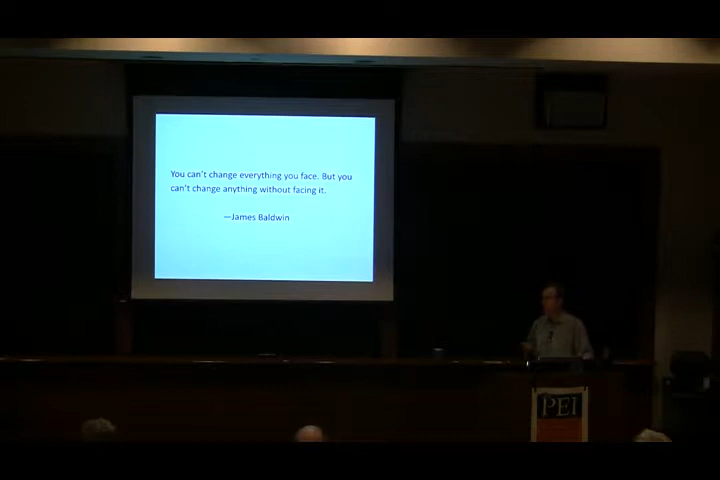 You can't change everything you face. But you
can't change anything without facing it.
—James Baldwin
PEI